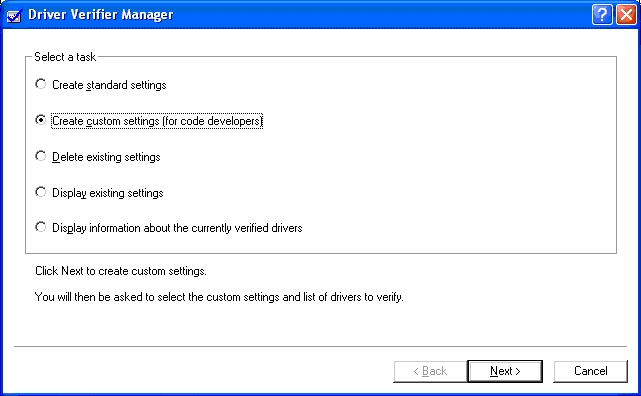 Driver Verifier Manager
Select a task
Create standard settings
Create custom settings (for code developers)
Delete existing settings
Display existing settings
Display information about the currently verified drivers
Click Next to create custom settings.
You will then be asked to select the custom settings and list of drivers to verify.
< Back Next > Cancel